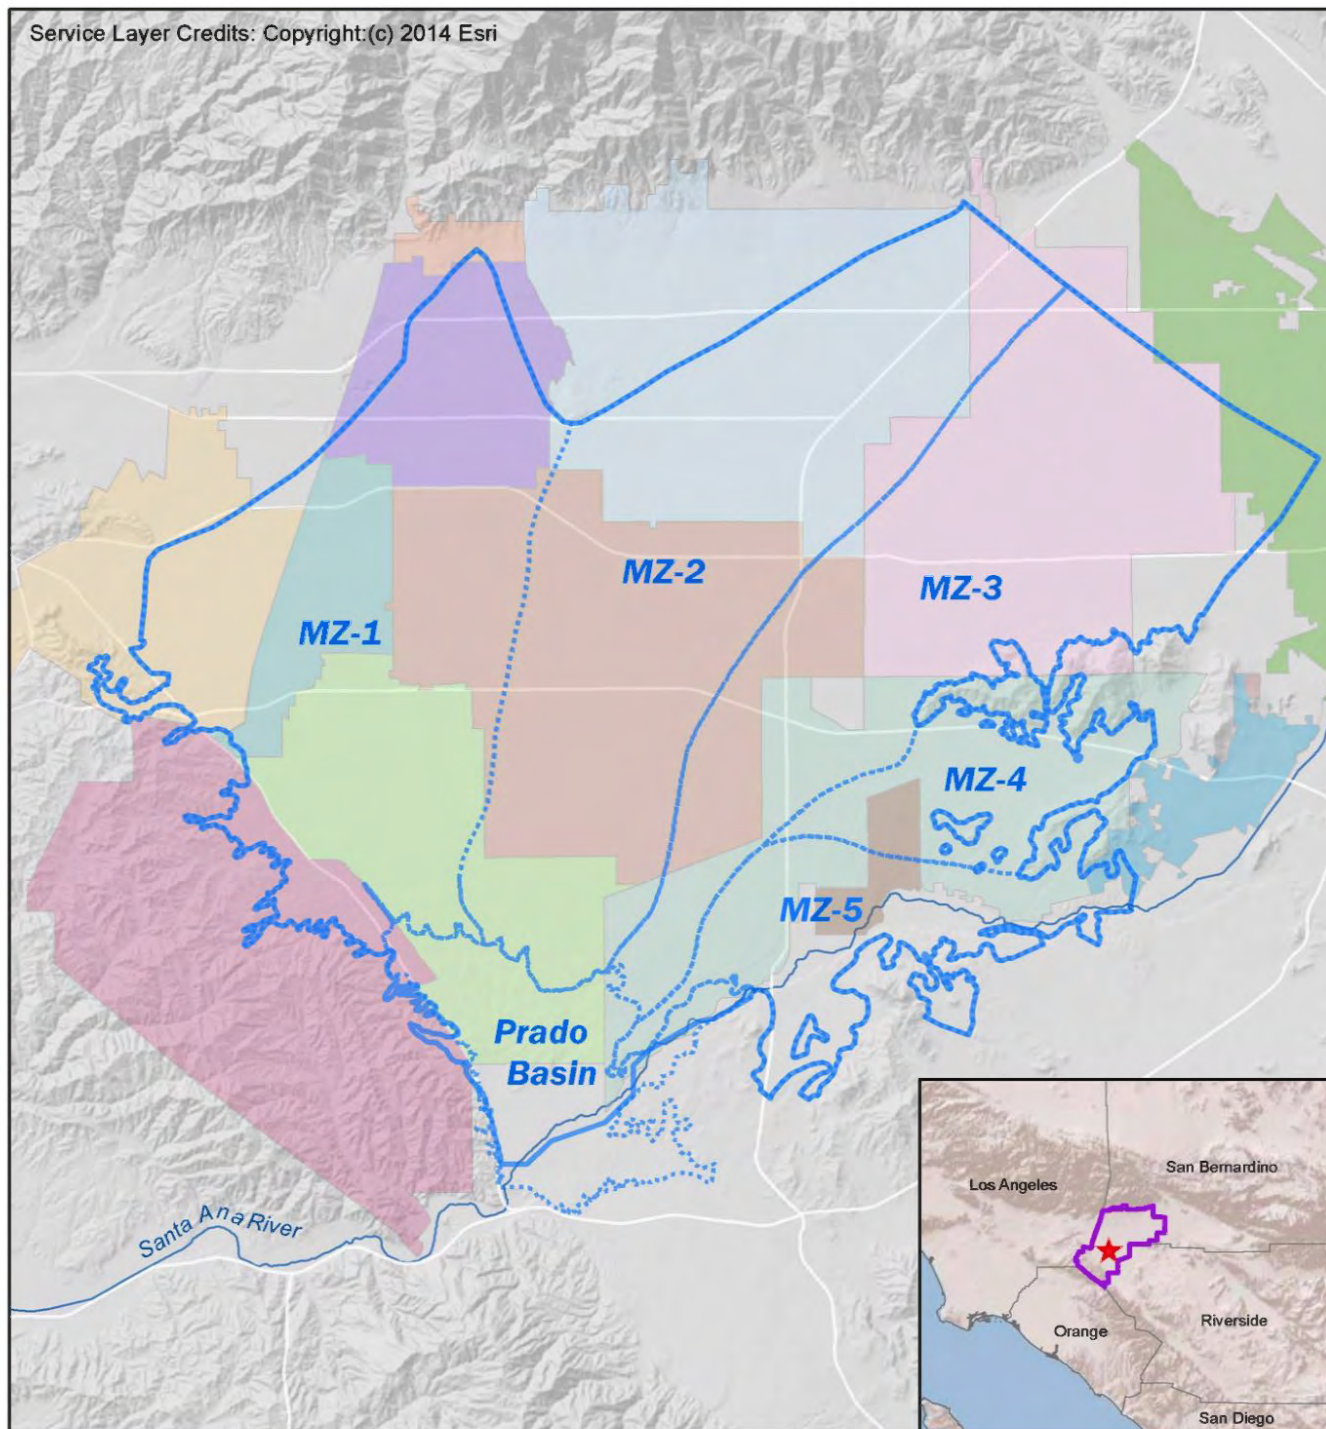 Service Layer Credits: Copyright:(c) 2014 Esri
MZ-2
MZ-3
MZ-1
MZ-4
MZ-5
Prado
Basin
Santa Ana River
San Bernardino
Los Angeles
Riverside
Orange
San Diego